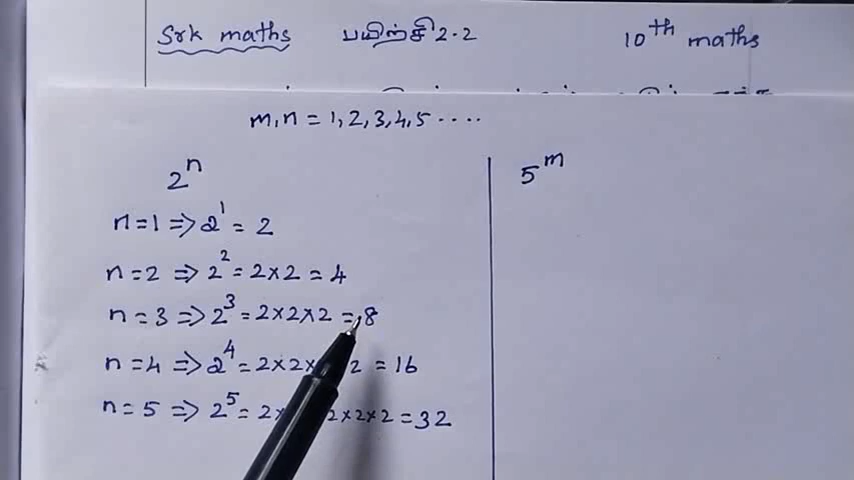 Srk maths பயிற்சி 2.2 10th maths
m,n = 1,2,3,4,5 ....
2^n
n=1 => 2^1 = 2
n=2 => 2^2 = 2×2 = 4
n=3 => 2^3 = 2×2×2 = 8
n=4 => 2^4 = 2×2× 2 = 16
n=5 => 2^5 = 2× 2×2×2 = 32
5^m